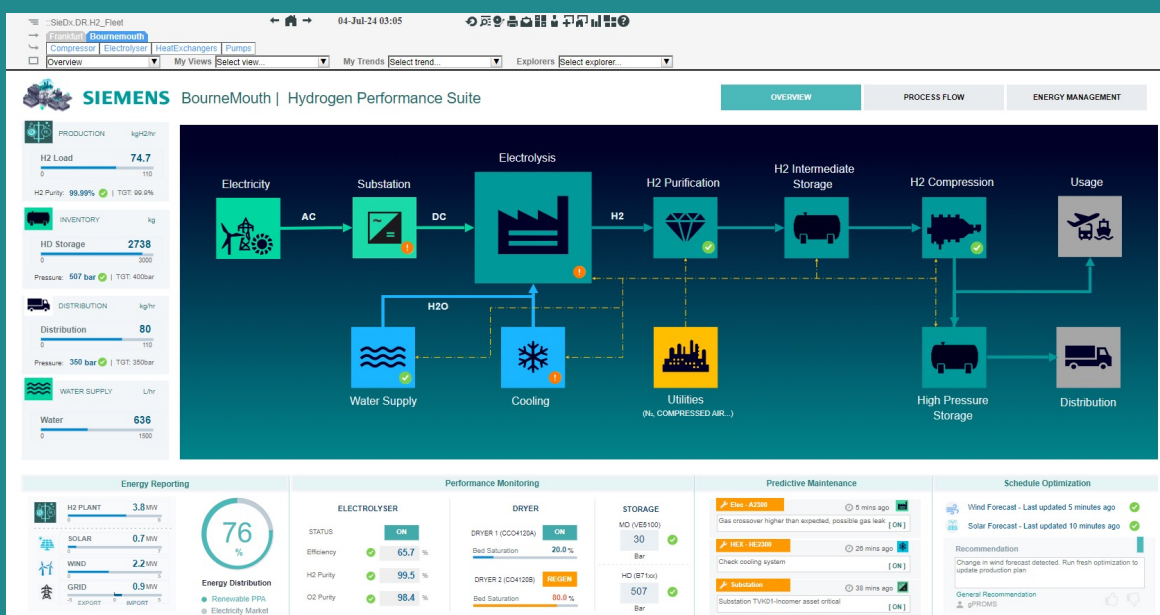 ::SieDx.DR.H2_Fleet
04-Jul-24 03:05
Frankfurt Bournemouth
Compressor Electrolyser HeatExchangers Pumps
Overview My Views Select view... My Trends Select trend... Explorers Select explorer...
SIEMENS BourneMouth | Hydrogen Performance Suite
OVERVIEW PROCESS FLOW ENERGY MANAGEMENT
PRODUCTION kgH2/hr
H2 Load 74.7
0 110
H2 Purity: 99.99% | TGT: 99.9%
INVENTORY kg
HD Storage 2738
0 3000
Pressure: 507 bar | TGT: 400bar
DISTRIBUTION kg/hr
Distribution 80
0 110
Pressure: 350 bar | TGT: 350bar
WATER SUPPLY L/hr
Water 636
0 1500
Electricity
Substation
Electrolysis
H2 Purification
H2 Intermediate
Storage
H2 Compression
Usage
AC
DC
H2
H2O
Water Supply
Cooling
Utilities
(N₂, COMPRESSED AIR...)
High Pressure
Storage
Distribution
Energy Reporting
H2 PLANT 3.8 MW
0 5
SOLAR 0.7 MW
0 7
WIND 2.2 MW
0 5
GRID 0.9 MW
-5 EXPORT 0 IMPORT 5
76
%
Energy Distribution
Renewable PPA
Electricity Market
Performance Monitoring
ELECTROLYSER
STATUS ON
Efficiency 65.7 %
H2 Purity 99.5 %
O2 Purity 98.4 %
DRYER
DRYER 1 (CCO4120A) ON
Bed Saturation 20.0 %
DRYER 2 (CO4120B) REGEN
Bed Saturation 80.0 %
STORAGE
MD (VE5100)
30
Bar
HD (B71xx)
507
Bar
Predictive Maintenance
Elec - A2300 5 mins ago
Gas crossover higher than expected, possible gas leak [ON]
HEX - HE2300 26 mins ago
Check cooling system [ON]
Substation 38 mins ago
Substation TVK01-Incomer asset critical [ON]
Schedule Optimization
Wind Forecast - Last updated 5 minutes ago
Solar Forecast - Last updated 10 minutes ago
Recommendation
Change in wind forecast detected. Run fresh optimization to
update production plan
General Recommendation
gPROMS